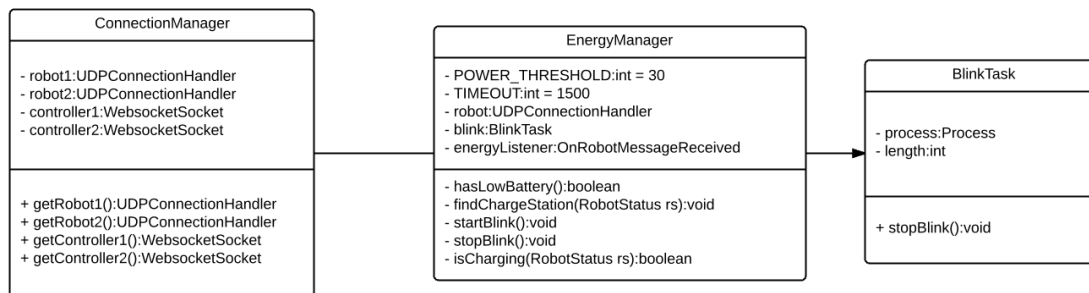 ConnectionManager
- robot1:UDPConnectionHandler
- robot2:UDPConnectionHandler
- controller1:WebsocketSocket
- controller2:WebsocketSocket
+ getRobot1():UDPConnectionHandler
+ getRobot2():UDPConnectionHandler
+ getController1():WebsocketSocket
+ getController2():WebsocketSocket
EnergyManager
- POWER_THRESHOLD:int = 30
- TIMEOUT:int = 1500
- robot:UDPConnectionHandler
- blink:BlinkTask
- energyListener:OnRobotMessageReceived
- hasLowBattery():boolean
- findChargeStation(RobotStatus rs):void
- startBlink():void
- stopBlink():void
- isCharging(RobotStatus rs):boolean
BlinkTask
- process:Process
- length:int
+ stopBlink():void